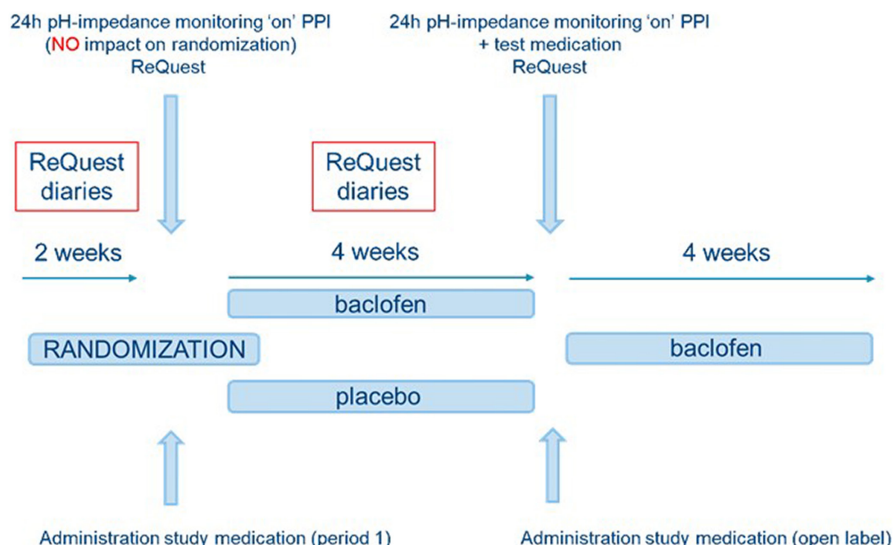 24h pH-impedance monitoring 'on' PPI
(NO impact on randomization)
ReQuest
24h pH-impedance monitoring 'on' PPI
+ test medication
ReQuest
ReQuest
diaries
ReQuest
diaries
2 weeks
4 weeks
4 weeks
baclofen
RANDOMIZATION
baclofen
placebo
Administration study medication (period 1)
Administration study medication (open label)